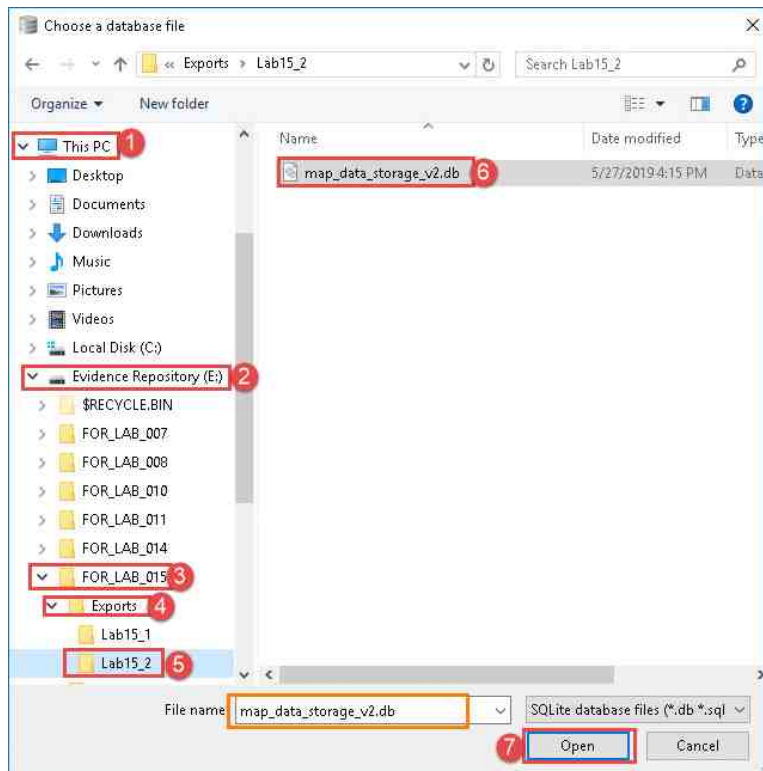 Choose a database file
« Exports > Lab15_2
Search Lab15_2
Organize
New folder
This PC 1
Desktop
Documents
Downloads
Music
Pictures
Videos
Local Disk (C:)
Evidence Repository (E:) 2
$RECYCLE.BIN
FOR_LAB_007
FOR_LAB_008
FOR_LAB_010
FOR_LAB_011
FOR_LAB_014
FOR_LAB_015 3
Exports 4
Lab15_1
Lab15_2 5
Name Date modified Type
map_data_storage_v2.db 6 5/27/2019 4:15 PM Data
File name map_data_storage_v2.db SQLite database files (*.db *.sql
7 Open Cancel